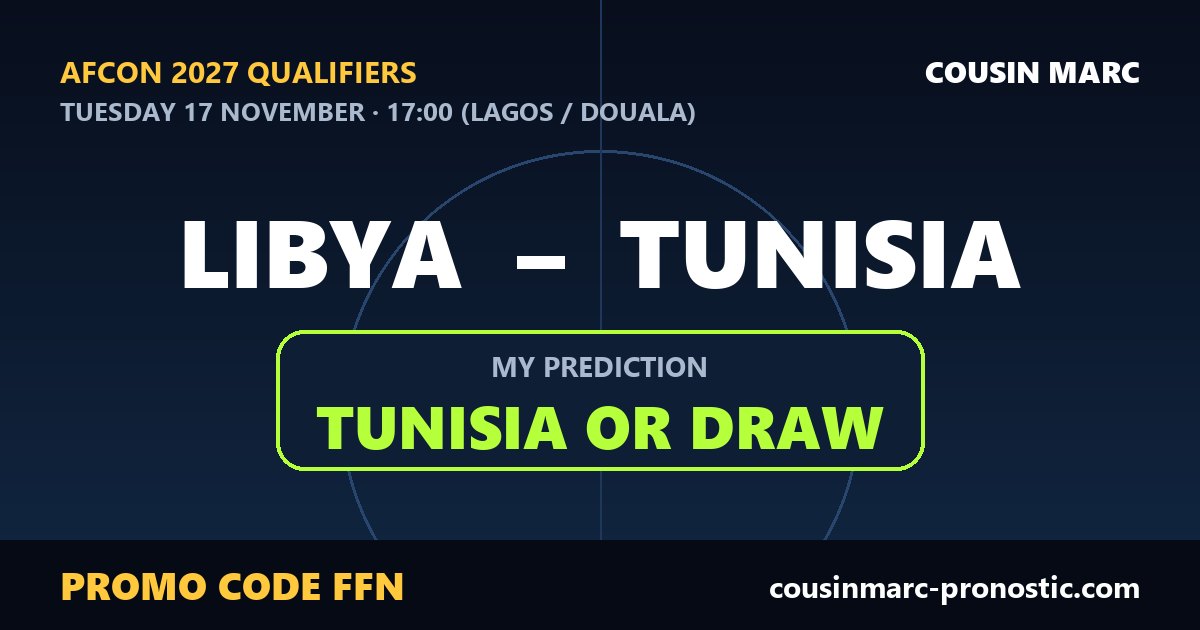 AFCON 2027 QUALIFIERS
COUSIN MARC
TUESDAY 17 NOVEMBER · 17:00 (LAGOS / DOUALA)
LIBYA – TUNISIA
MY PREDICTION
TUNISIA OR DRAW
PROMO CODE FFN
cousinmarc-pronostic.com